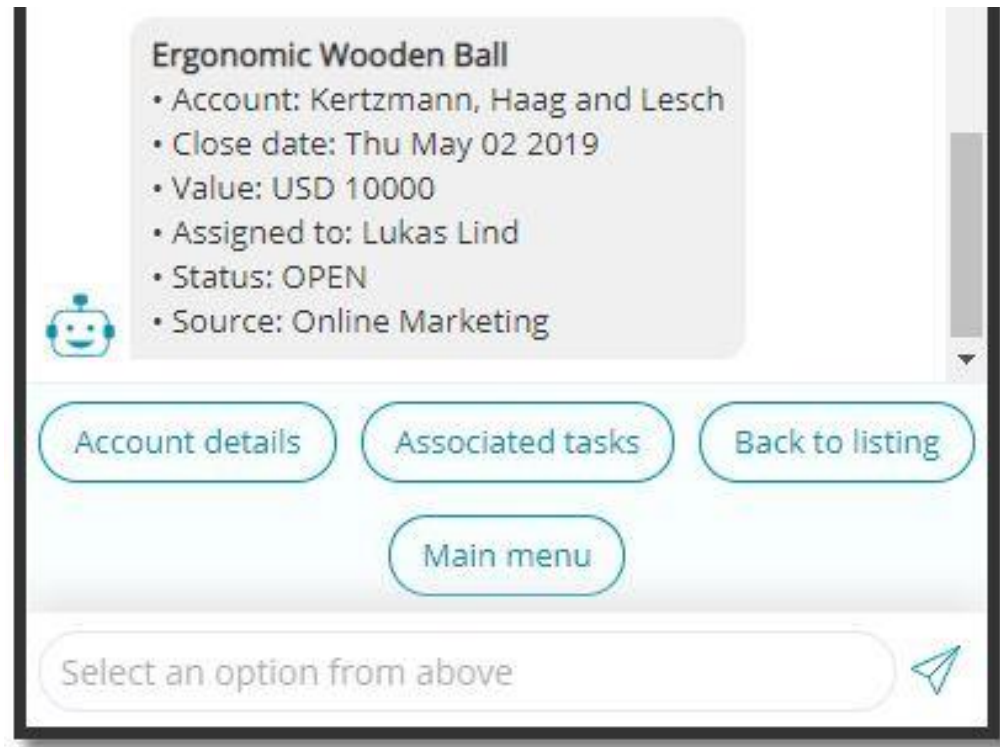 Ergonomic Wooden Ball
• Account: Kertzmann, Haag and Lesch
• Close date: Thu May 02 2019
• Value: USD 10000
• Assigned to: Lukas Lind
• Status: OPEN
• Source: Online Marketing
Account details
Associated tasks
Back to listing
Main menu
Select an option from above